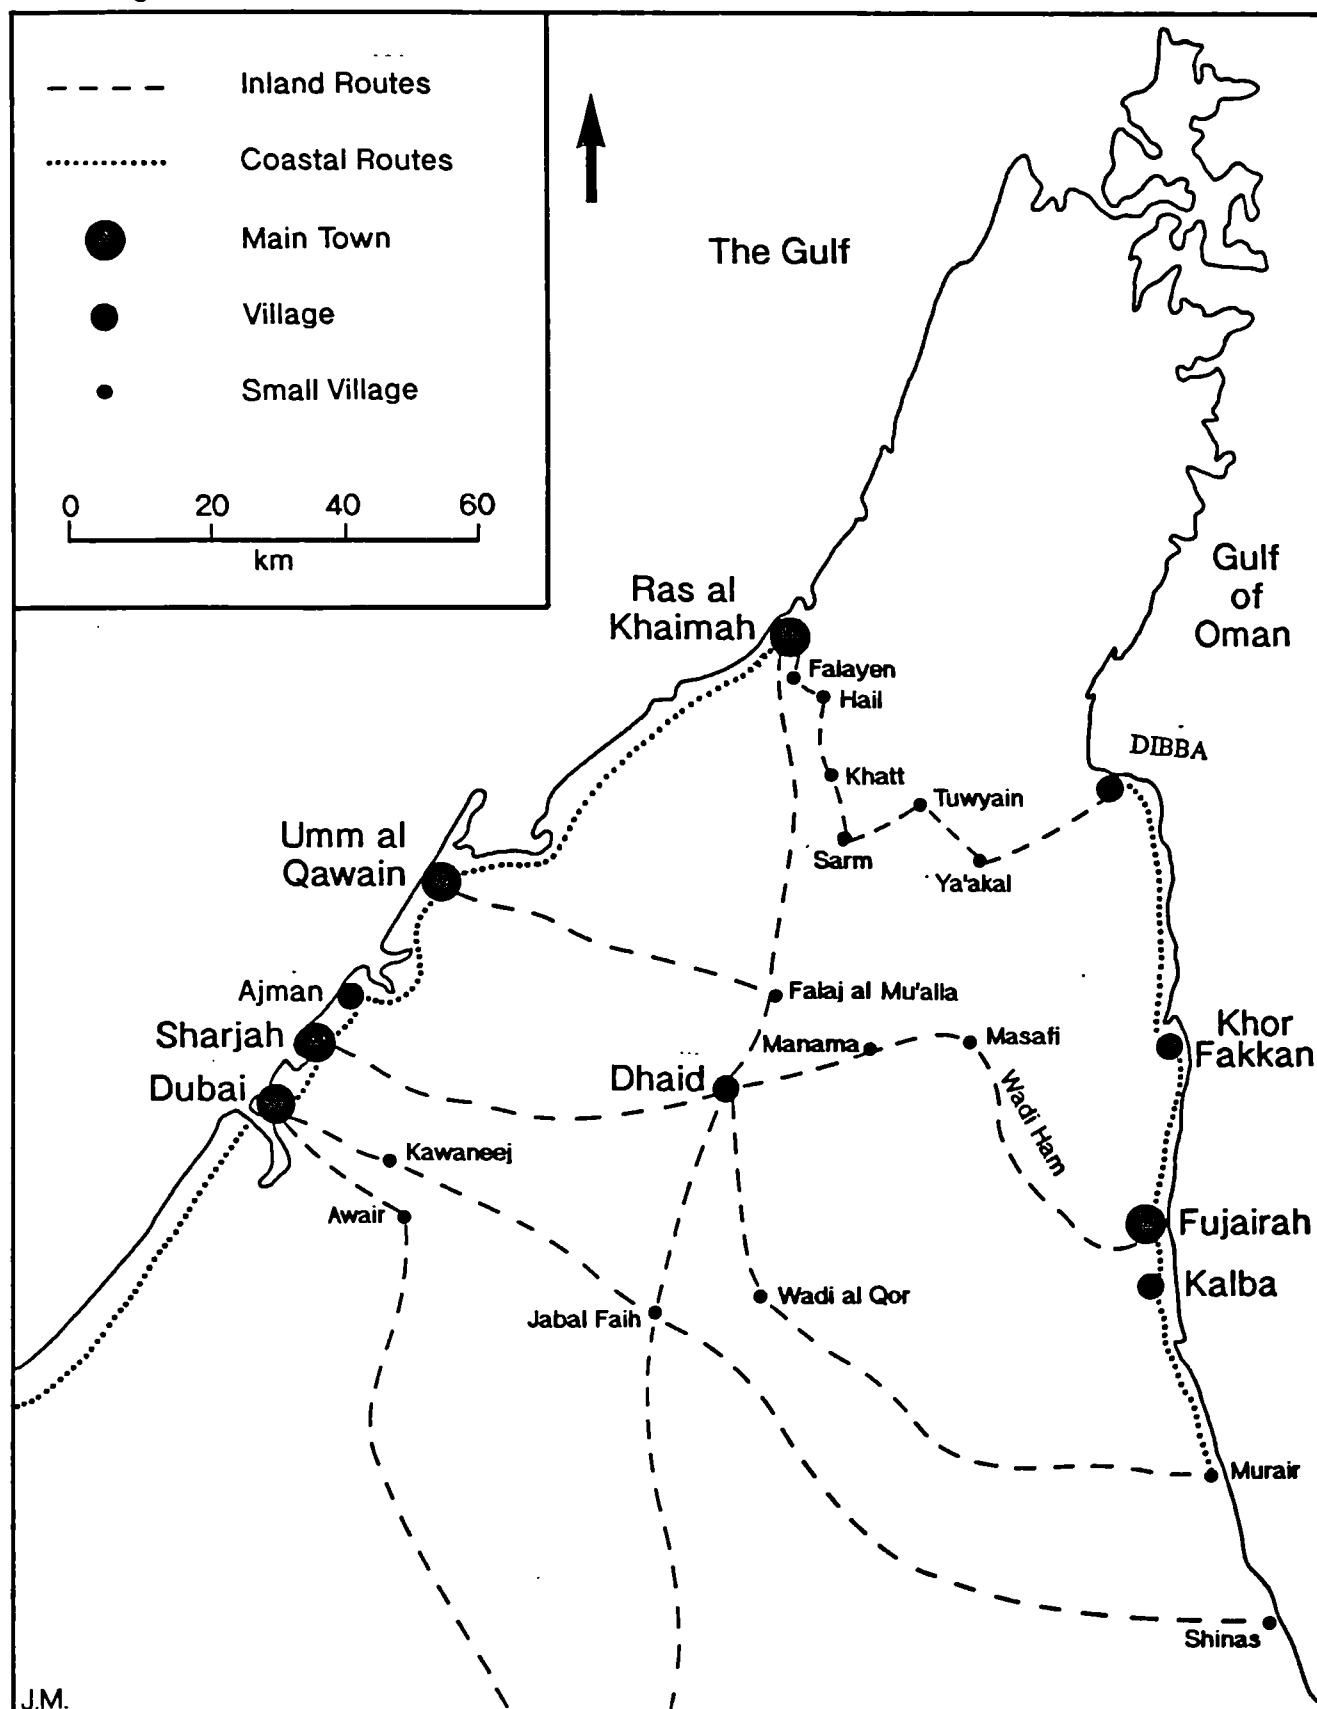 Inland Routes
Coastal Routes
Main Town
Village
Small Village
0 20 40 60
km
The Gulf
Gulf
of
Oman
Ras al
Khaimah
Falayen
Hail
DIBBA
Khatt
Tuwyain
Umm al
Qawain
Sarm
Ya'akal
Ajman
Falaj al Mu'alla
Sharjah
Manama
Masafi
Khor
Fakkan
Dubai
Dhaid
Wadi Ham
Kawaneej
Awair
Fujairah
Wadi al Qor
Kalba
Jabal Faih
Murair
Shinas
J.M.